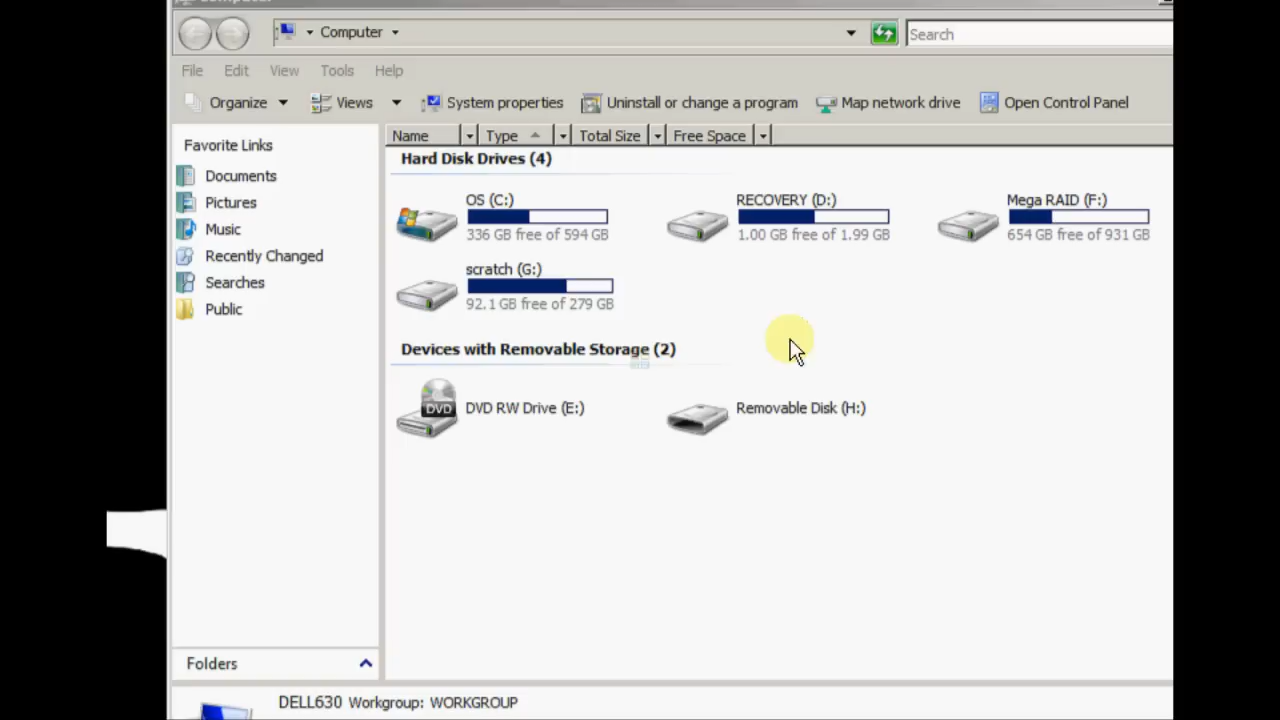 Computer
Search
File Edit View Tools Help
Organize Views System properties Uninstall or change a program Map network drive Open Control Panel
Favorite Links
Documents
Pictures
Music
Recently Changed
Searches
Public
Folders
Name Type Total Size Free Space
Hard Disk Drives (4)
OS (C:)
336 GB free of 594 GB
RECOVERY (D:)
1.00 GB free of 1.99 GB
Mega RAID (F:)
654 GB free of 931 GB
scratch (G:)
92.1 GB free of 279 GB
Devices with Removable Storage (2)
DVD
DVD RW Drive (E:)
Removable Disk (H:)
DELL630 Workgroup: WORKGROUP